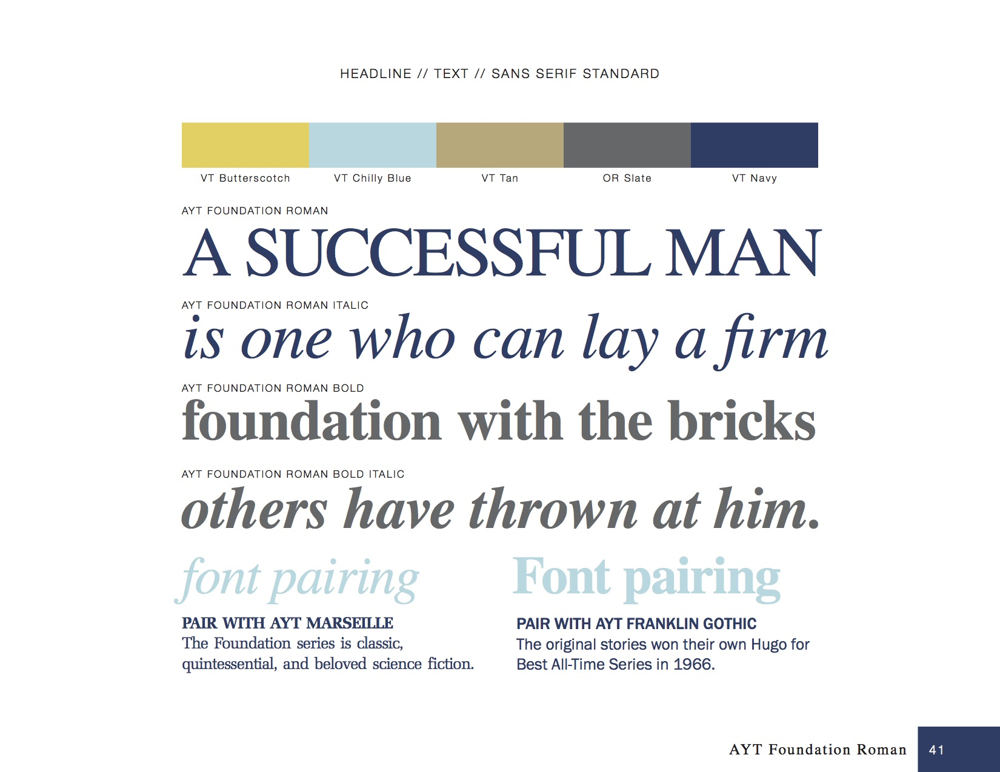 HEADLINE // TEXT // SANS SERIF STANDARD
VT Butterscotch VT Chilly Blue VT Tan OR Slate VT Navy
AYT FOUNDATION ROMAN
A SUCCESSFUL MAN
AYT FOUNDATION ROMAN ITALIC
is one who can lay a firm
AYT FOUNDATION ROMAN BOLD
foundation with the bricks
AYT FOUNDATION ROMAN BOLD ITALIC
others have thrown at him.
font pairing
PAIR WITH AYT MARSEILLE
The Foundation series is classic,
quintessential, and beloved science fiction.
Font pairing
PAIR WITH AYT FRANKLIN GOTHIC
The original stories won their own Hugo for
Best All-Time Series in 1966.
AYT Foundation Roman 41